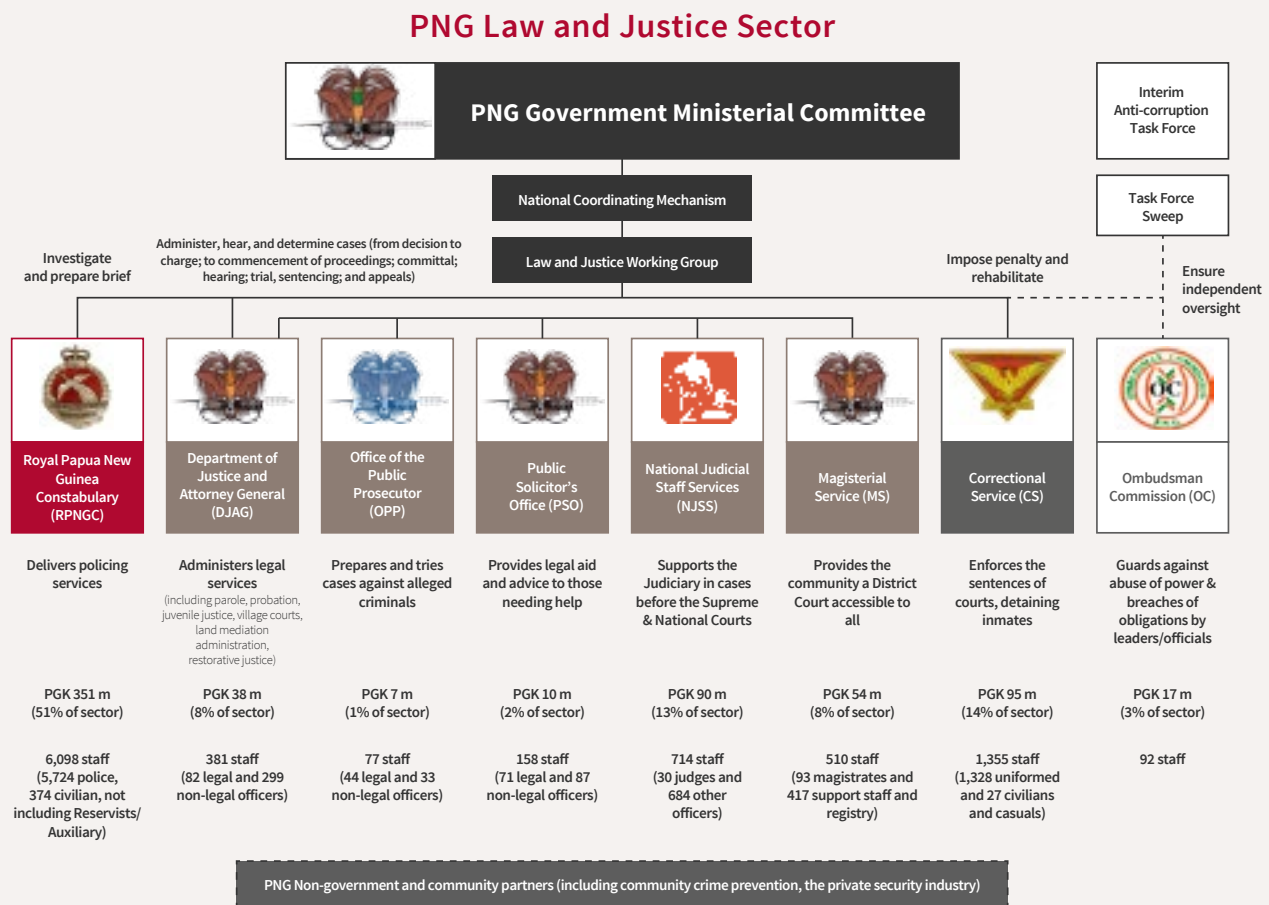 PNG Law and Justice Sector
PNG Government Ministerial Committee
Interim
Anti-corruption
Task Force
National Coordinating Mechanism
Task Force
Sweep
Law and Justice Working Group
Investigate
and prepare brief
Administer, hear, and determine cases (from decision to
charge; to commencement of proceedings; committal;
hearing; trial, sentencing; and appeals)
Impose penalty and
rehabilitate
Ensure
independent
oversight
Royal Papua New
Guinea
Constabulary
(RPNGC)
Delivers policing
services
PGK 351 m
(51% of sector)
6,098 staff
(5,724 police,
374 civilian, not
including Reservists/
Auxiliary)
Department of
Justice and
Attorney General
(DJAG)
Administers legal
services
(including parole, probation,
juvenile justice, village courts,
land mediation
administration,
restorative justice)
PGK 38 m
(8% of sector)
381 staff
(82 legal and 299
non-legal officers)
Office of the
Public
Prosecutor
(OPP)
Prepares and tries
cases against alleged
criminals
PGK 7 m
(1% of sector)
77 staff
(44 legal and 33
non-legal officers)
Public
Solicitor's
Office (PSO)
Provides legal aid
and advice to those
needing help
PGK 10 m
(2% of sector)
158 staff
(71 legal and 87
non-legal officers)
National Judicial
Staff Services
(NJSS)
Supports the
Judiciary in cases
before the Supreme
& National Courts
PGK 90 m
(13% of sector)
714 staff
(30 judges and
684 other
officers)
Magisterial
Service (MS)
Provides the
community a District
Court accessible to
all
PGK 54 m
(8% of sector)
510 staff
(93 magistrates and
417 support staff and
registry)
Correctional
Service (CS)
Enforces the
sentences of
courts, detaining
inmates
PGK 95 m
(14% of sector)
1,355 staff
(1,328 uniformed
and 27 civilians
and casuals)
OC
Ombudsman
Commission (OC)
Guards against
abuse of power &
breaches of
obligations by
leaders/officials
PGK 17 m
(3% of sector)
92 staff
PNG Non-government and community partners (including community crime prevention, the private security industry)